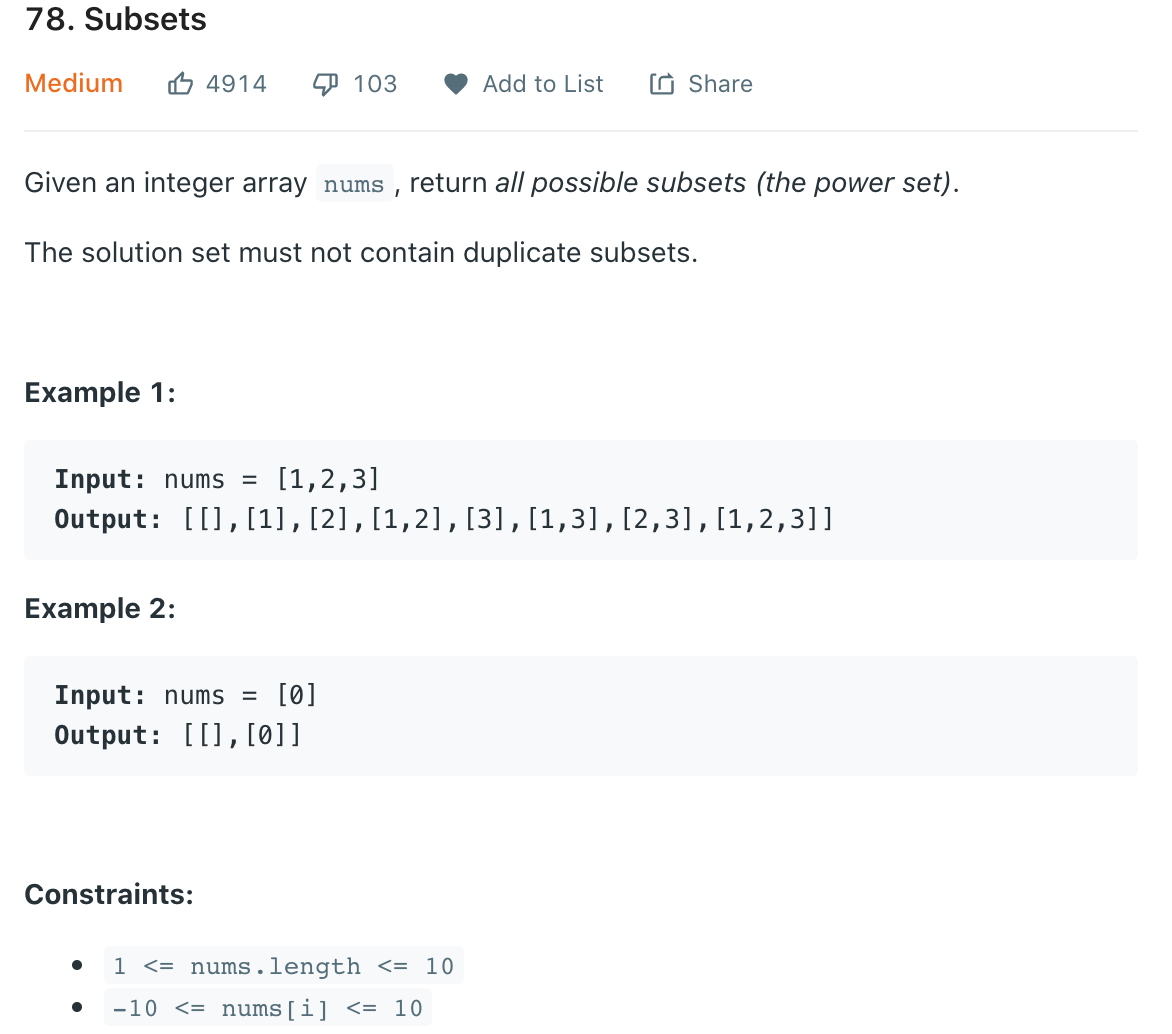 78. Subsets
Medium 4914 103 Add to List Share
Given an integer array nums , return all possible subsets (the power set).
The solution set must not contain duplicate subsets.
Example 1:
Input: nums = [1,2,3]
Output: [[],[1],[2],[1,2],[3],[1,3],[2,3],[1,2,3]]
Example 2:
Input: nums = [0]
Output: [[],[0]]
Constraints:
• 1 <= nums.length <= 10
• -10 <= nums[i] <= 10